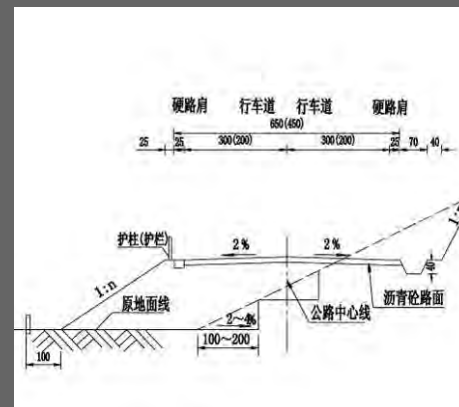 硬路肩 行车道 行车道 硬路肩
650(450)
25 25 300(200) 300(200) 25 70 40
护柱(护栏)
2% 2%
1:n
1:n
40
原地面线
沥青砼路面
公路中心线
2~4%
100~200
100